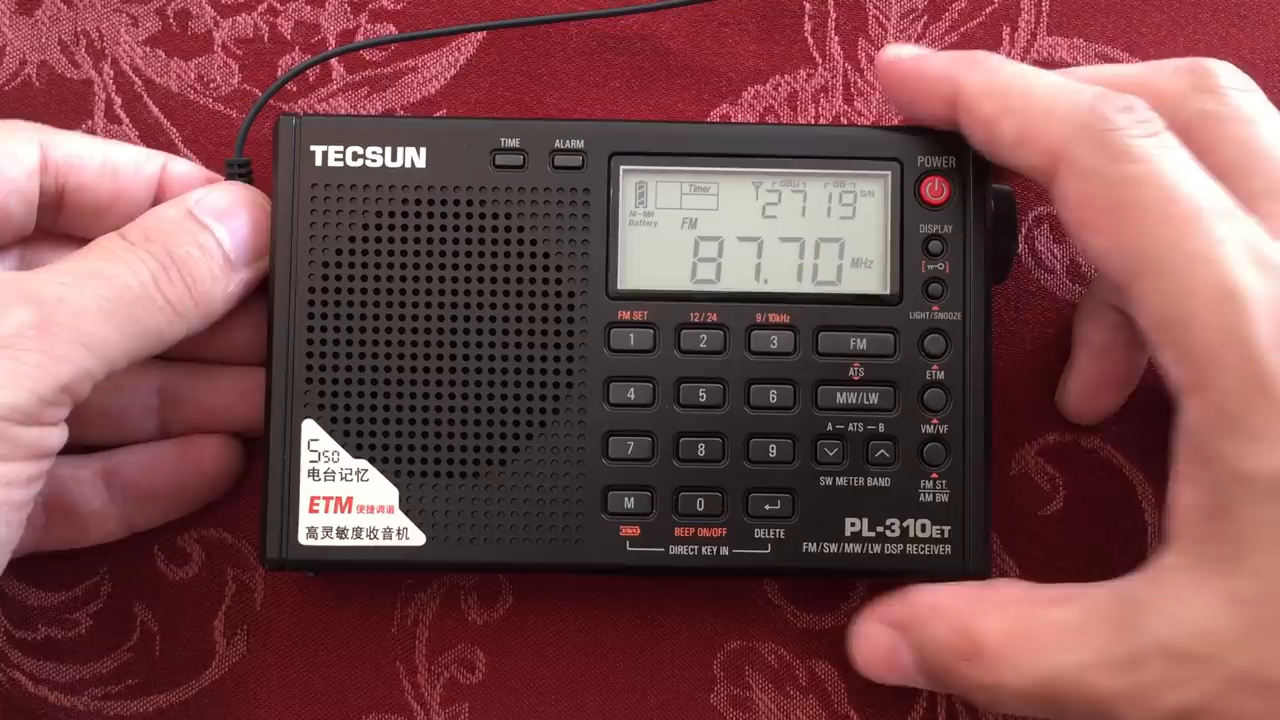 TECSUN
TIME
ALARM
POWER
Timer
dBμ
dB
27 19 S/N
Ni-MH
Battery
FM
87.70 MHz
DISPLAY
LIGHT/SNOOZE
FM SET
12/24
9/10kHz
1
2
3
FM
ATS
ETM
4
5
6
MW/LW
A — ATS — B
VM/VF
7
8
9
SW METER BAND
FM ST.
AM BW
M
0
BEEP ON/OFF
DELETE
DIRECT KEY IN
PL-310ET
FM/SW/MW/LW DSP RECEIVER
S50
电台记忆
ETM 便捷调谐
高灵敏度收音机